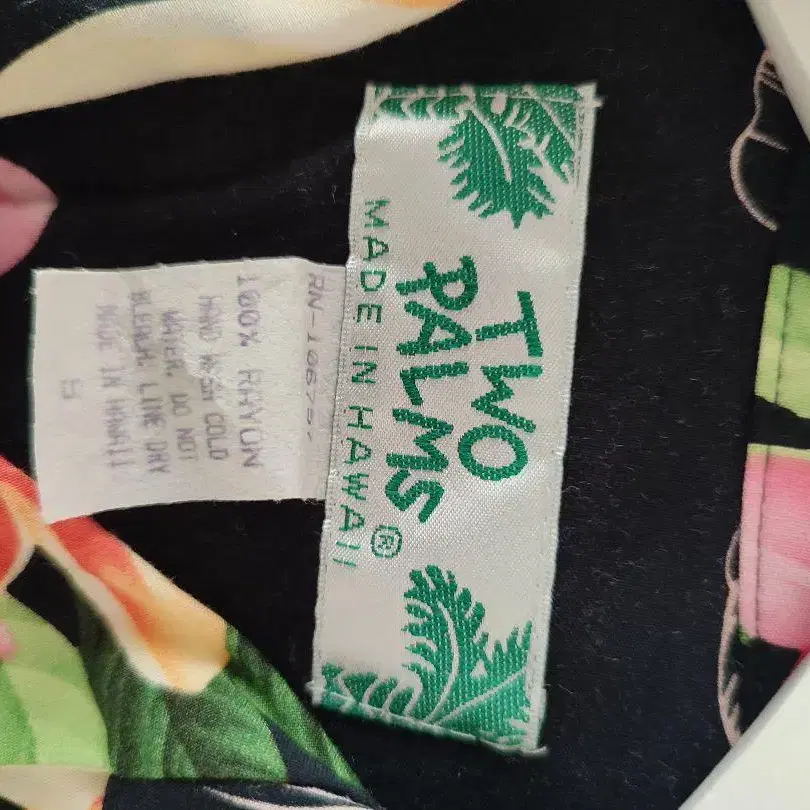 TWO
PALMS®
MADE IN HAWAII
100% RAYON
HAND WASH COLD
WATER. DO NOT
BLEACH. LINE DRY
MADE IN HAWAII
S